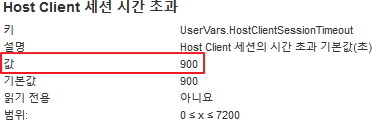 Host Client 세션 시간 초과
키 UserVars.HostClientSessionTimeout
설명 Host Client 세션의 시간 초과 기본값(초)
값 900
기본값 900
읽기 전용 아니요
범위: 0 ≤ x ≤ 7200